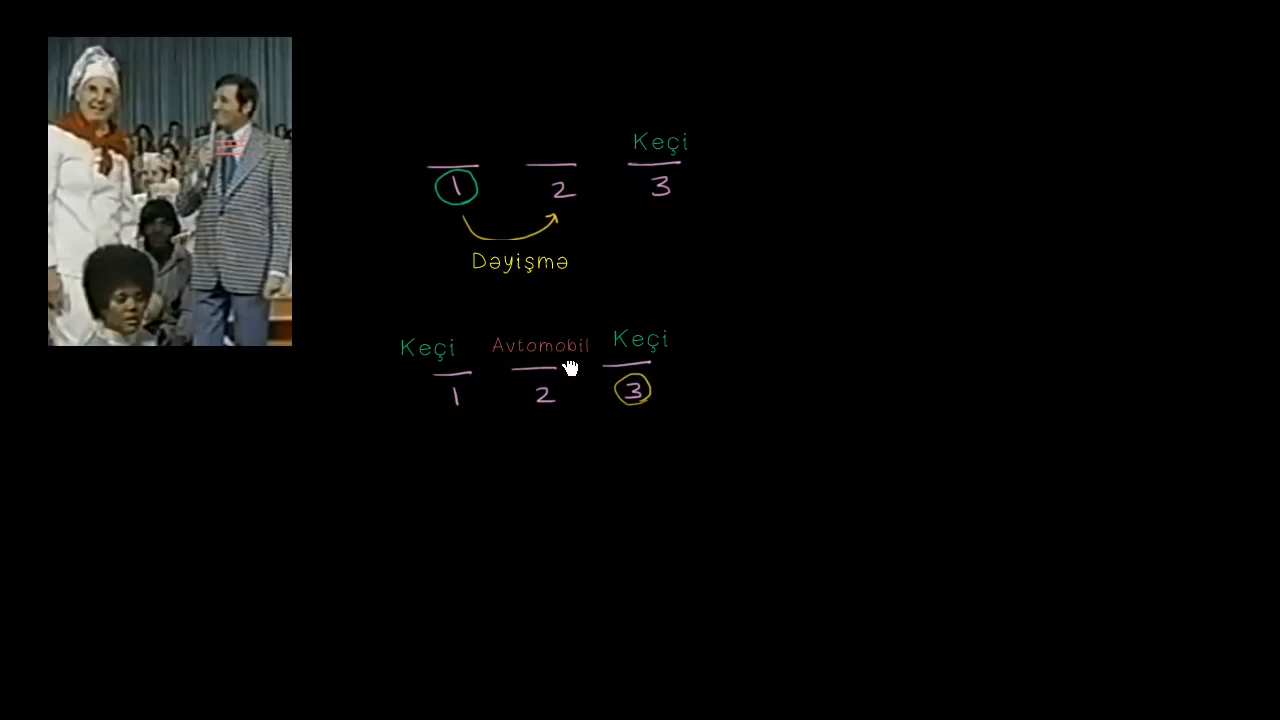 Keçi
1 2 3
Dəyişmə
Keçi Avtomobil Keçi
1 2 3